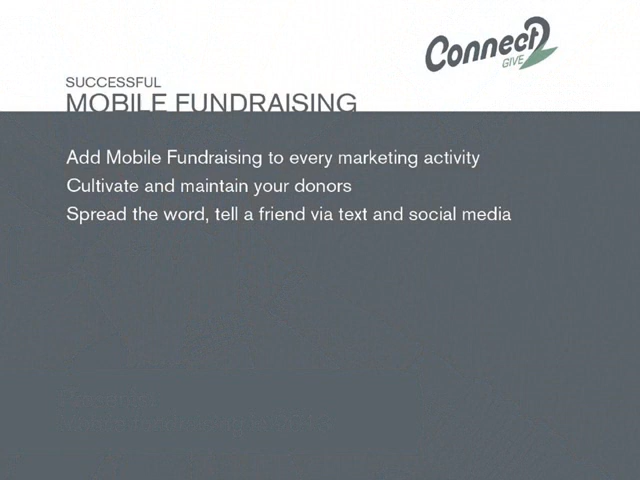 Connect2
GIVE
SUCCESSFUL
MOBILE FUNDRAISING
Add Mobile Fundraising to every marketing activity
Cultivate and maintain your donors
Spread the word, tell a friend via text and social media